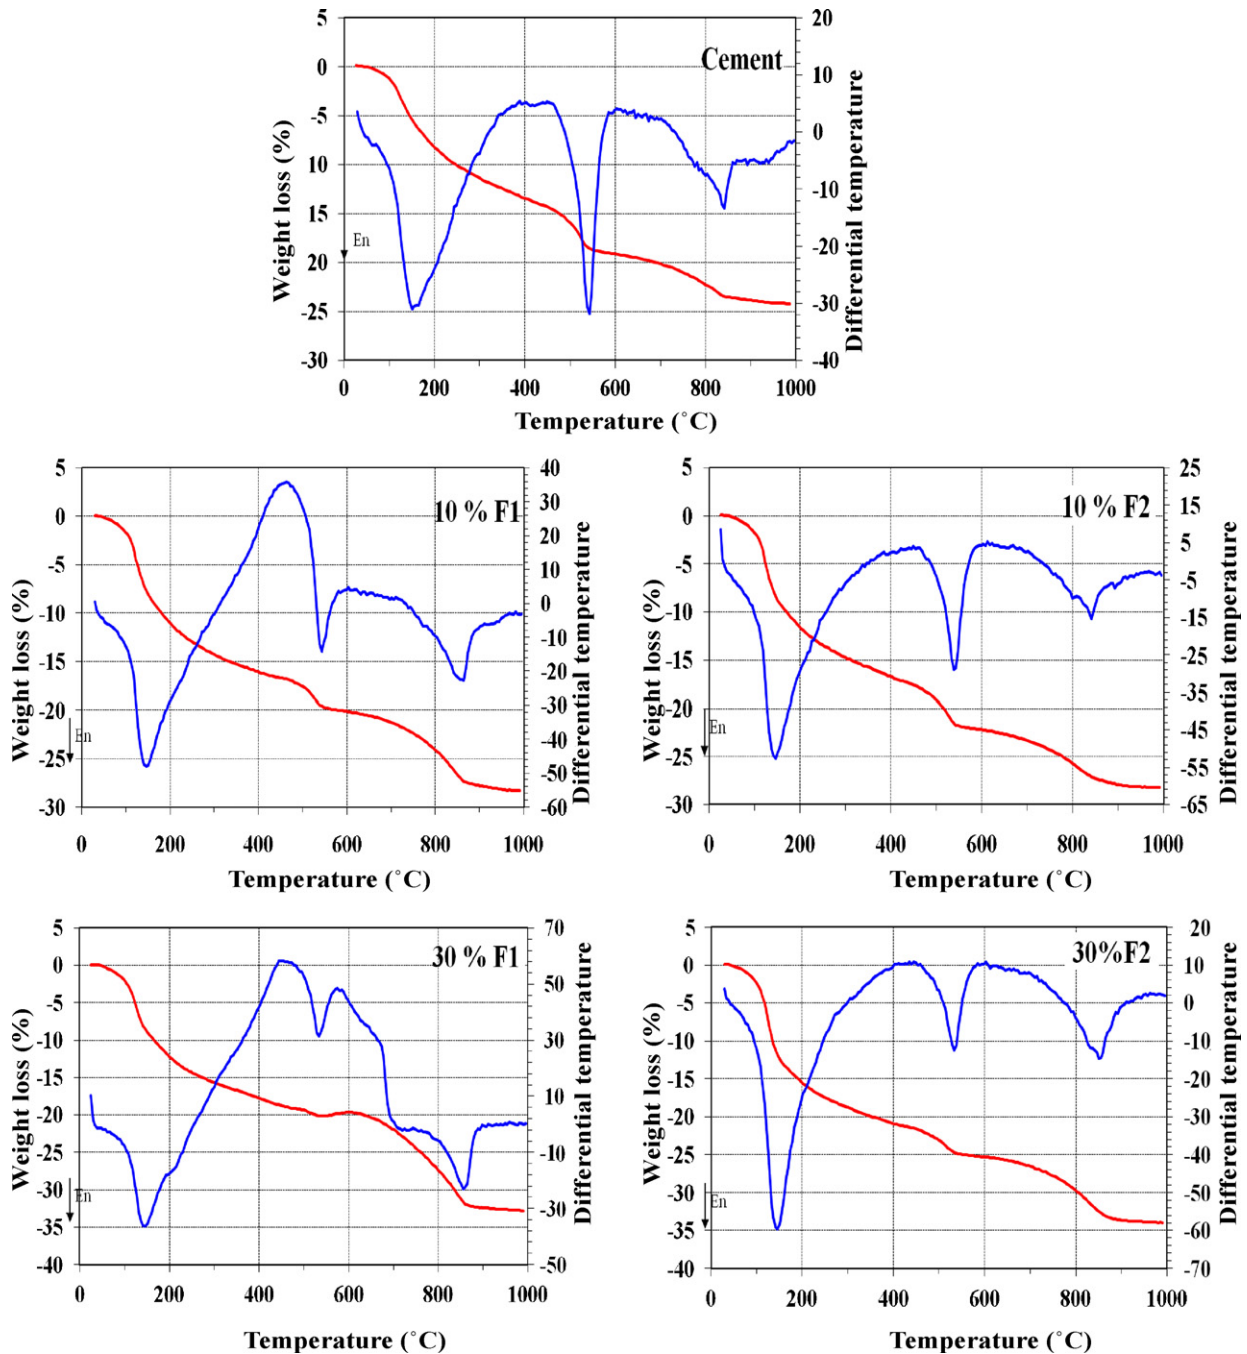 Cement
Weight loss (%)
5
0
-5
10
15
20
-25
-30
En
20
10
0
-10
-20
-30
-40
Differential temperature
0 200 400 600 800 1000
Temperature (˚C)
10 % F1
Weight loss (%)
5
0
-5
-10
-15
-20
-25
-30
En
40
30
20
10
0
-10
-20
-30
-40
-50
-60
Differential temperature
0 200 400 600 800 1000
Temperature (˚C)
10 % F2
Weight loss (%)
5
0
-5
-10
-15
-20
-25
-30
En
25
15
5
-5
-15
-25
-35
-45
-55
-65
Differential temperature
0 200 400 600 800 1000
Temperature (˚C)
30 % F1
Weight loss (%)
5
0
-5
-10
-15
-20
-25
-30
-35
-40
En
70
50
30
10
-10
-30
-50
Differential temperature
0 200 400 600 800 1000
Temperature (˚C)
30%F2
Weight loss (%)
5
0
-5
-10
-15
-20
-25
-30
-35
-40
En
20
10
0
-10
-20
-30
-40
-50
-60
-70
Differential temperature
0 200 400 600 800 1000
Temperature (˚C)